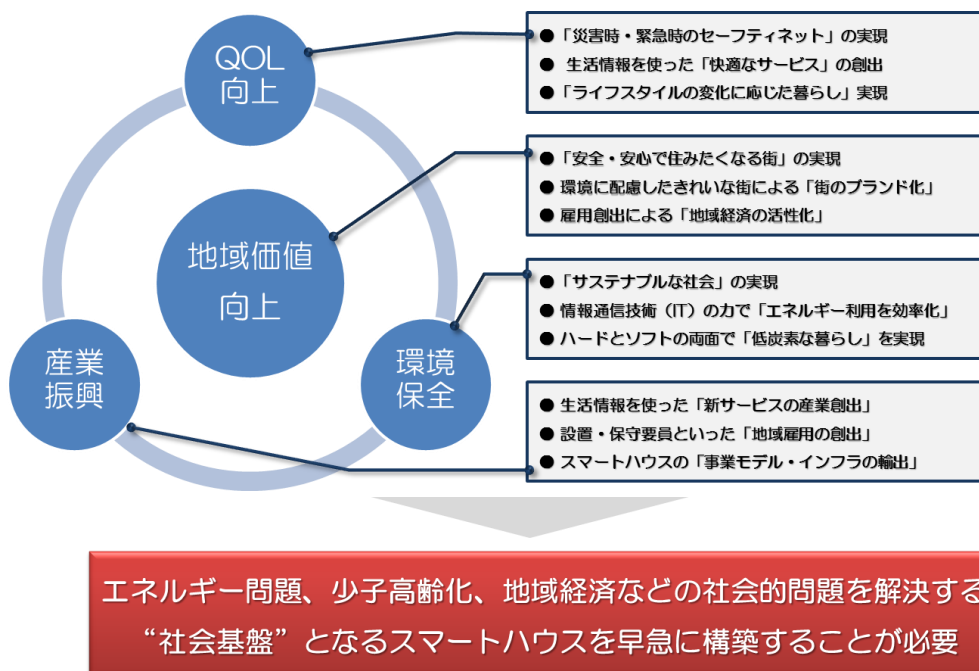 QOL
向上
●「災害時・緊急時のセーフティネット」の実現
● 生活情報を使った「快適なサービス」の創出
●「ライフスタイルの変化に応じた暮らし」実現
地域価値
向上
●「安全・安心で住みたくなる街」の実現
● 環境に配慮したきれいな街による「街のブランド化」
● 雇用創出による「地域経済の活性化」
環境
保全
●「サステナブルな社会」の実現
● 情報通信技術（IT）の力で「エネルギー利用を効率化」
● ハードとソフトの両面で「低炭素な暮らし」を実現
産業
振興
● 生活情報を使った「新サービスの産業創出」
● 設置・保守要員といった「地域雇用の創出」
● スマートハウスの「事業モデル・インフラの輸出」
エネルギー問題、少子高齢化、地域経済などの社会的問題を解決する
“社会基盤”となるスマートハウスを早急に構築することが必要